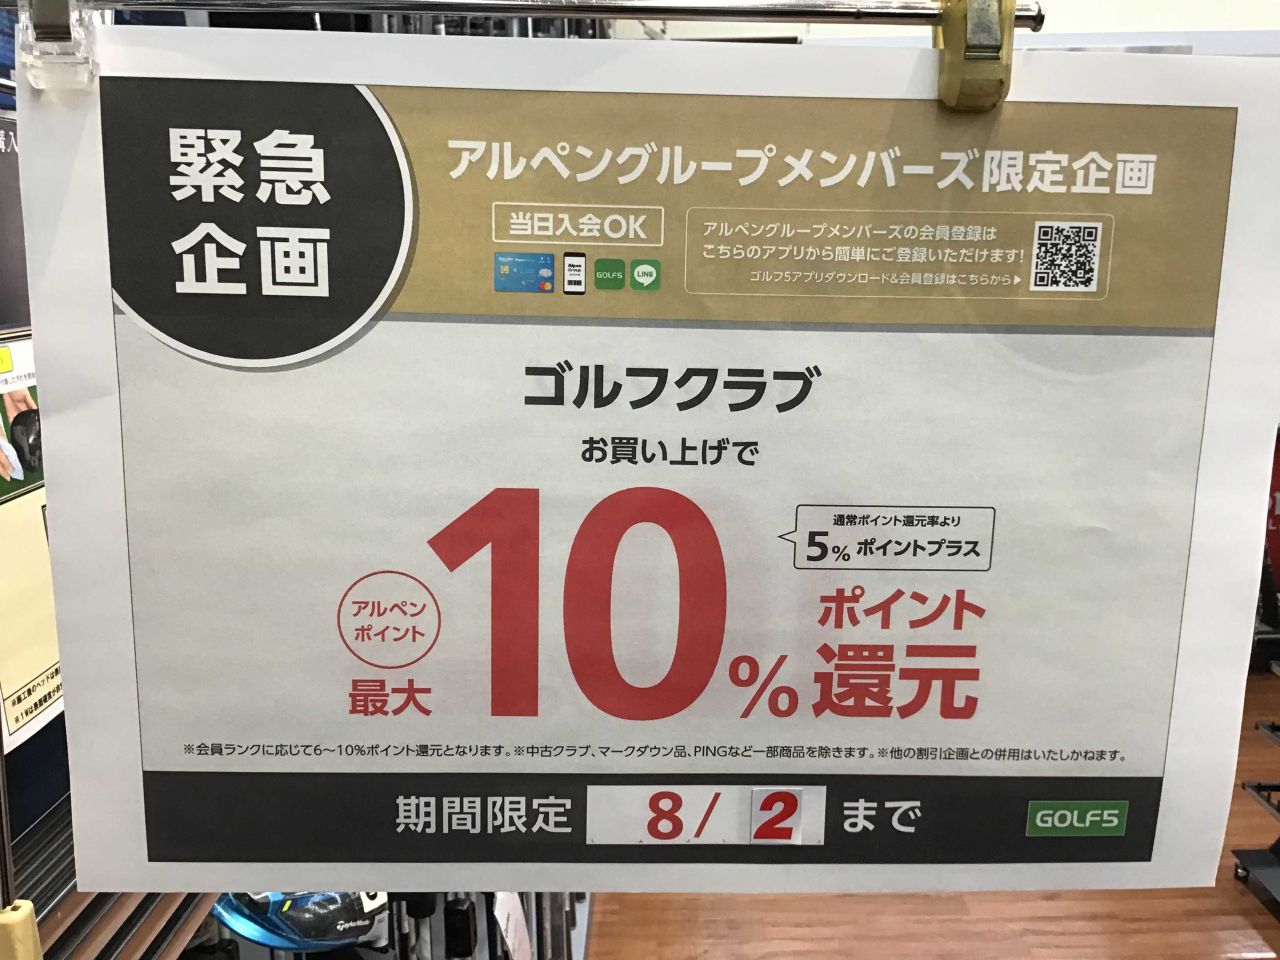 緊急
企画
アルペングループメンバーズ限定企画
当日入会OK
アルペングループメンバーズの会員登録は
こちらのアプリから簡単にご登録いただけます!
ゴルフ5アプリダウンロード&会員登録はこちらから▶
Alpen
Group
GOLF5
LINE
ゴルフクラブ
お買い上げで
通常ポイント還元率より
5%ポイントプラス
アルペン
ポイント
最大
10%
ポイント
還元
※会員ランクに応じて6〜10%ポイント還元となります。※中古クラブ、マークダウン品、PINGなど一部商品を除きます。※他の割引企画との併用はいたしかねます。
期間限定 8/2まで
GOLF5
TaylorMade
購入